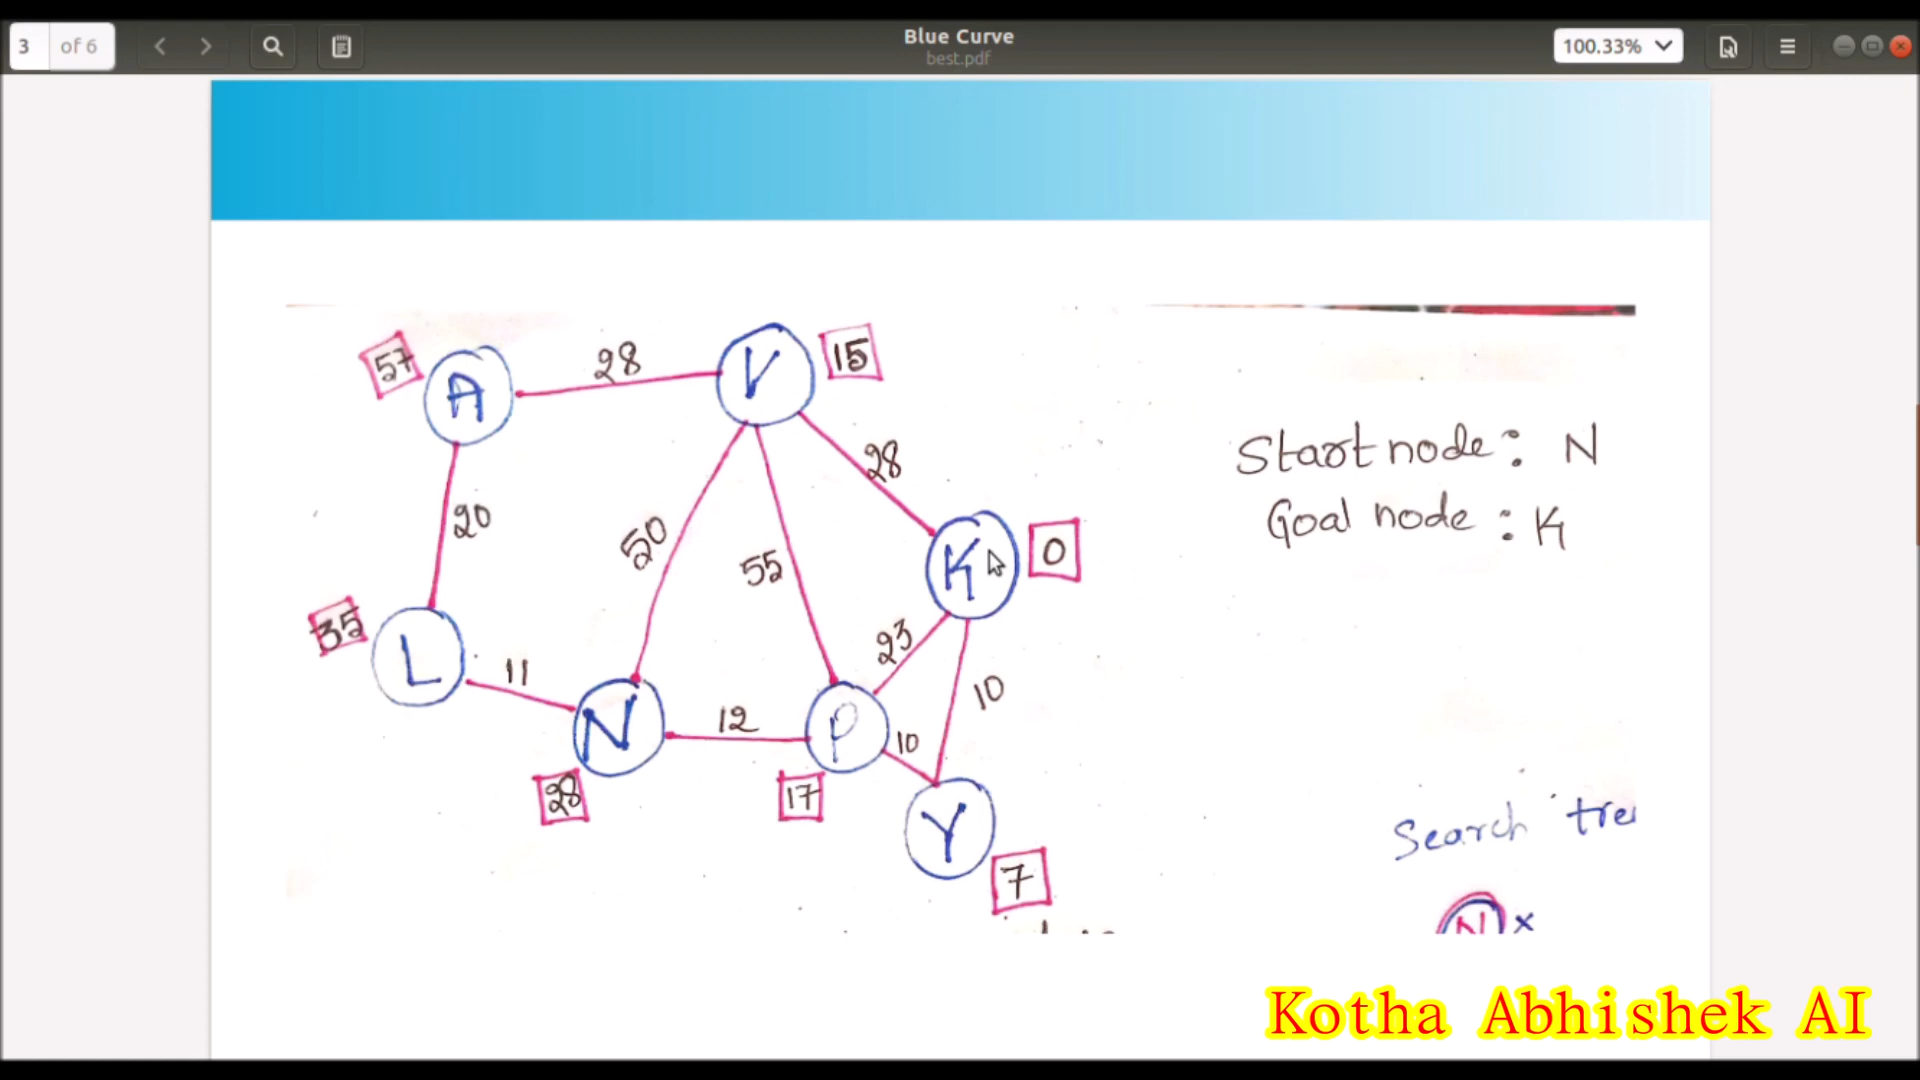 3 of 6
Blue Curve
best.pdf
100.33%
57
A
28
V
15
28
20
50
55
K
0
Start node: N
Goal node: K
35
L
11
23
10
N
12
P
10
28
17
Y
7
Search tre
N x
Kotha Abhishek AI